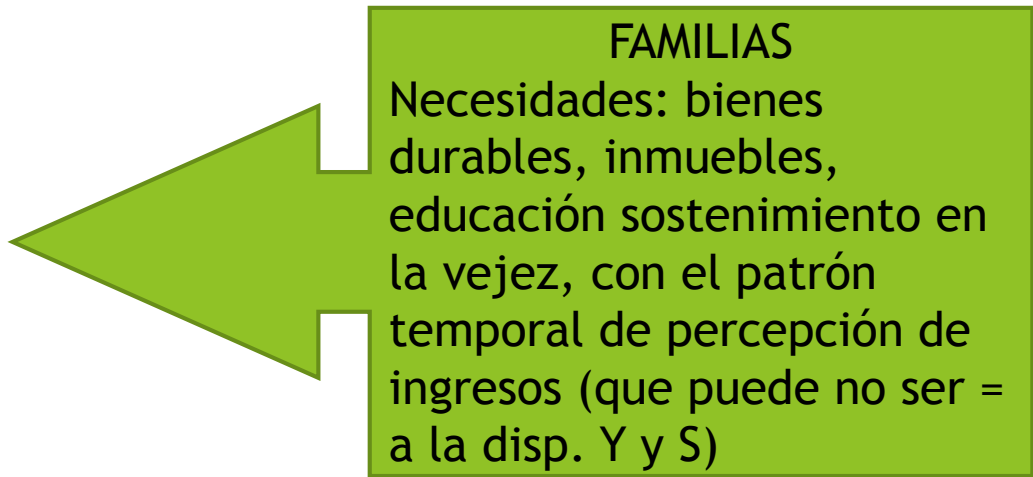 FAMILIAS
Necesidades: bienes
durables, inmuebles,
educación sostenimiento en
la vejez, con el patrón
temporal de percepción de
ingresos (que puede no ser =
a la disp. Y y S)